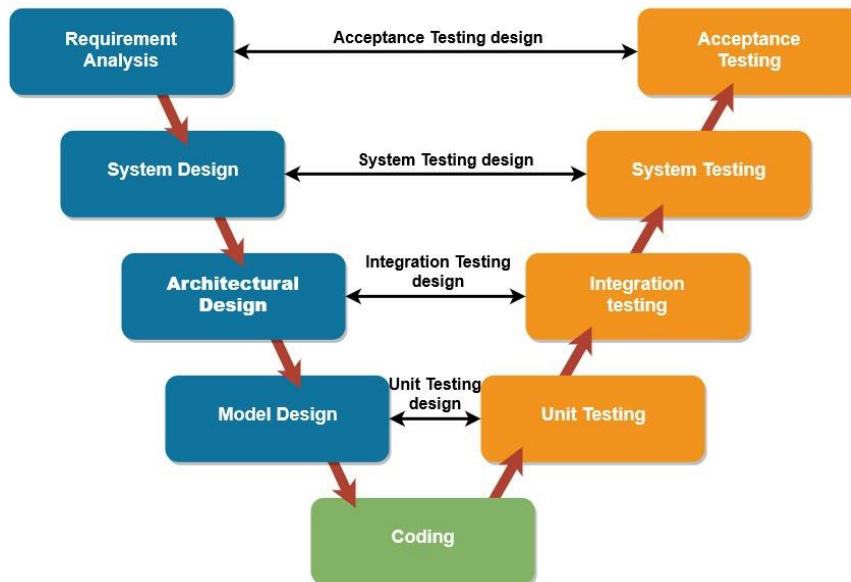 Requirement
Analysis
Acceptance Testing design
Acceptance
Testing
System Design
System Testing design
System Testing
Architectural
Design
Integration Testing
design
Integration
testing
Model Design
Unit Testing
design
Unit Testing
Coding